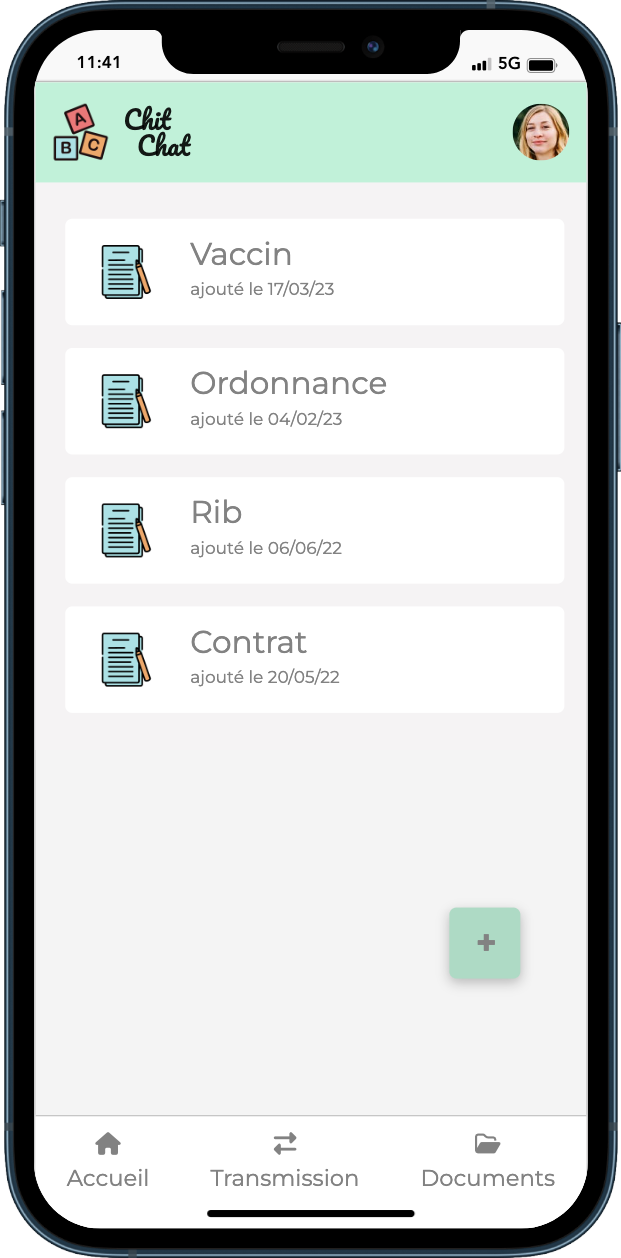 11:41
5G
A
B
C
Chit
Chat
Vaccin
ajouté le 17/03/23
Ordonnance
ajouté le 04/02/23
Rib
ajouté le 06/06/22
Contrat
ajouté le 20/05/22
Accueil
Transmission
Documents